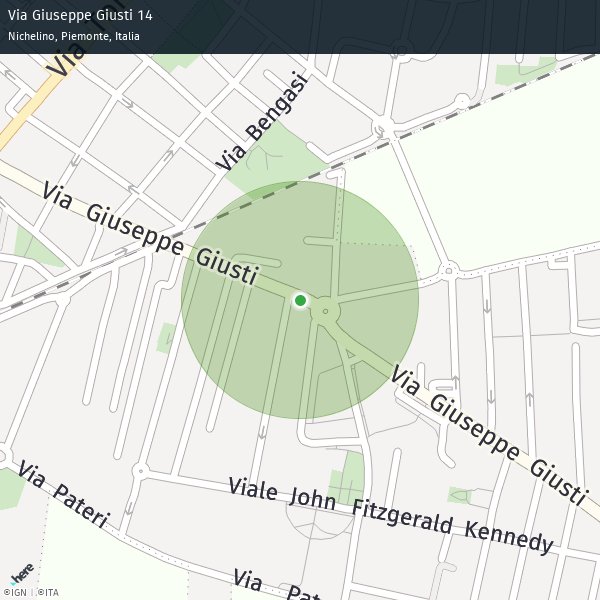 Via Giuseppe Giusti 14
Nichelino, Piemonte, Italia
Via
Via Bengasi
Via Giuseppe Giusti
Via Giuseppe Giusti
Viale John Fitzgerald Kennedy
Via Pateri
Via
here
©IGN | ©ITA